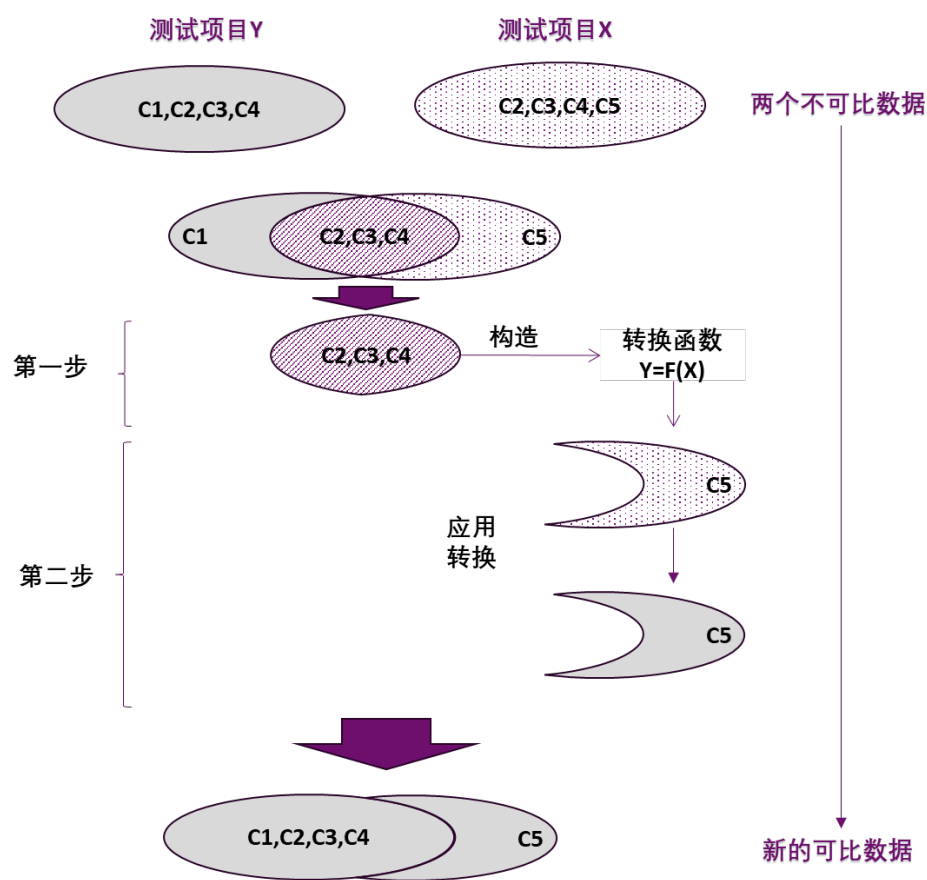 测试项目Y
测试项目X
C1,C2,C3,C4
C2,C3,C4,C5
两个不可比数据
C1
C2,C3,C4
C5
第一步
C2,C3,C4
构造
转换函数
Y=F(X)
C5
应用
转换
第二步
C5
C1,C2,C3,C4
C5
新的可比数据